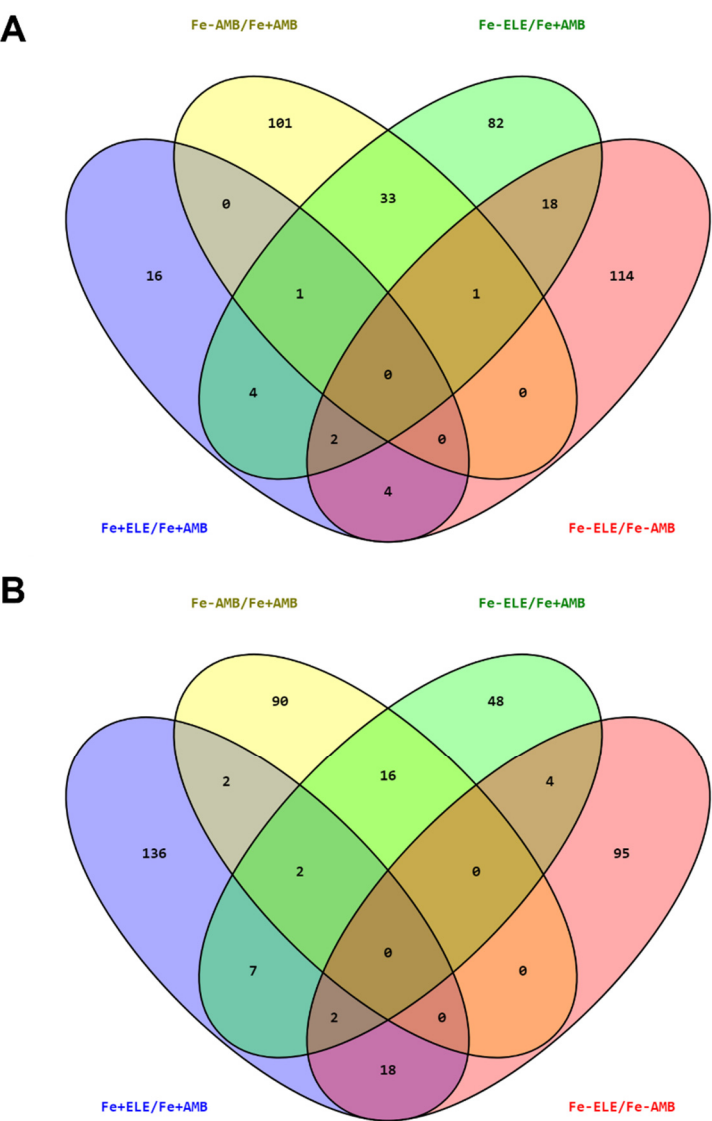 A
Fe-AMB/Fe+AMB Fe-ELE/Fe+AMB
101 82
0 33 18
16 114
1 1
0
4 0
2 0
4
Fe+ELE/Fe+AMB Fe-ELE/Fe-AMB
B
Fe-AMB/Fe+AMB Fe-ELE/Fe+AMB
90 48
2 16 4
136 95
2 0
0
7 0
2 0
18
Fe+ELE/Fe+AMB Fe-ELE/Fe-AMB